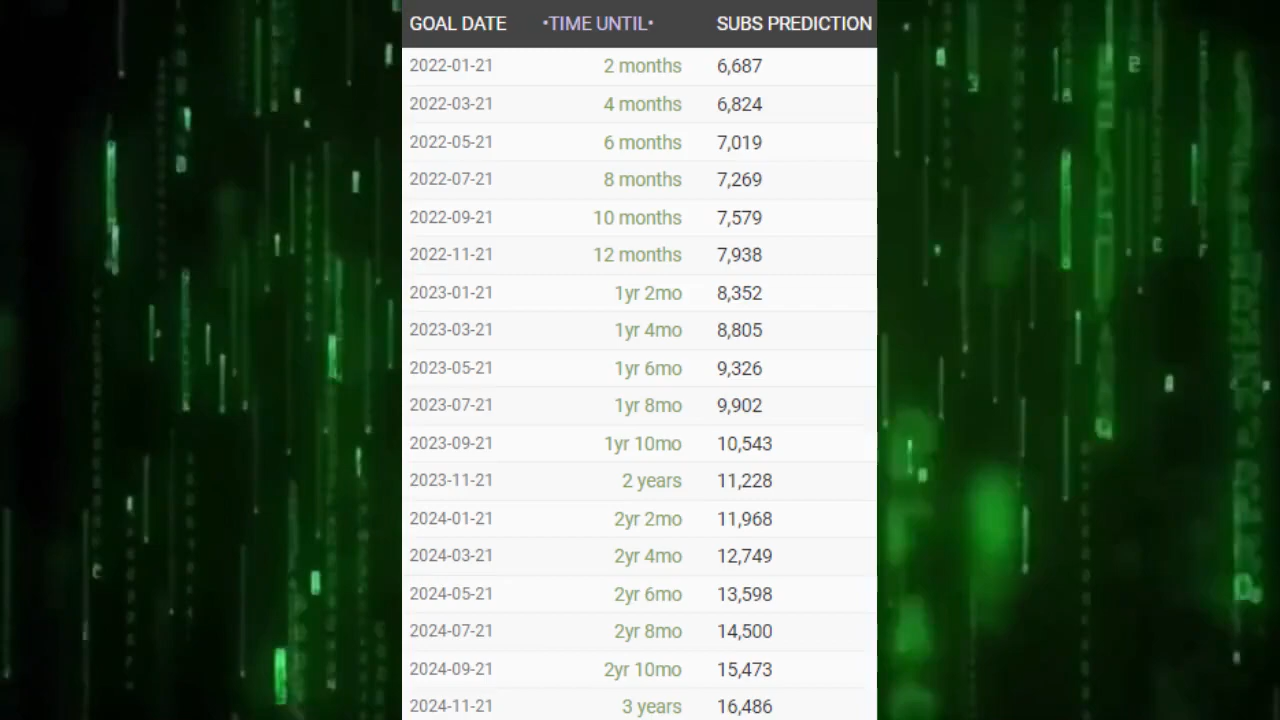 GOAL DATE •TIME UNTIL• SUBS PREDICTION
2022-01-21 2 months 6,687
2022-03-21 4 months 6,824
2022-05-21 6 months 7,019
2022-07-21 8 months 7,269
2022-09-21 10 months 7,579
2022-11-21 12 months 7,938
2023-01-21 1yr 2mo 8,352
2023-03-21 1yr 4mo 8,805
2023-05-21 1yr 6mo 9,326
2023-07-21 1yr 8mo 9,902
2023-09-21 1yr 10mo 10,543
2023-11-21 2 years 11,228
2024-01-21 2yr 2mo 11,968
2024-03-21 2yr 4mo 12,749
2024-05-21 2yr 6mo 13,598
2024-07-21 2yr 8mo 14,500
2024-09-21 2yr 10mo 15,473
2024-11-21 3 years 16,486